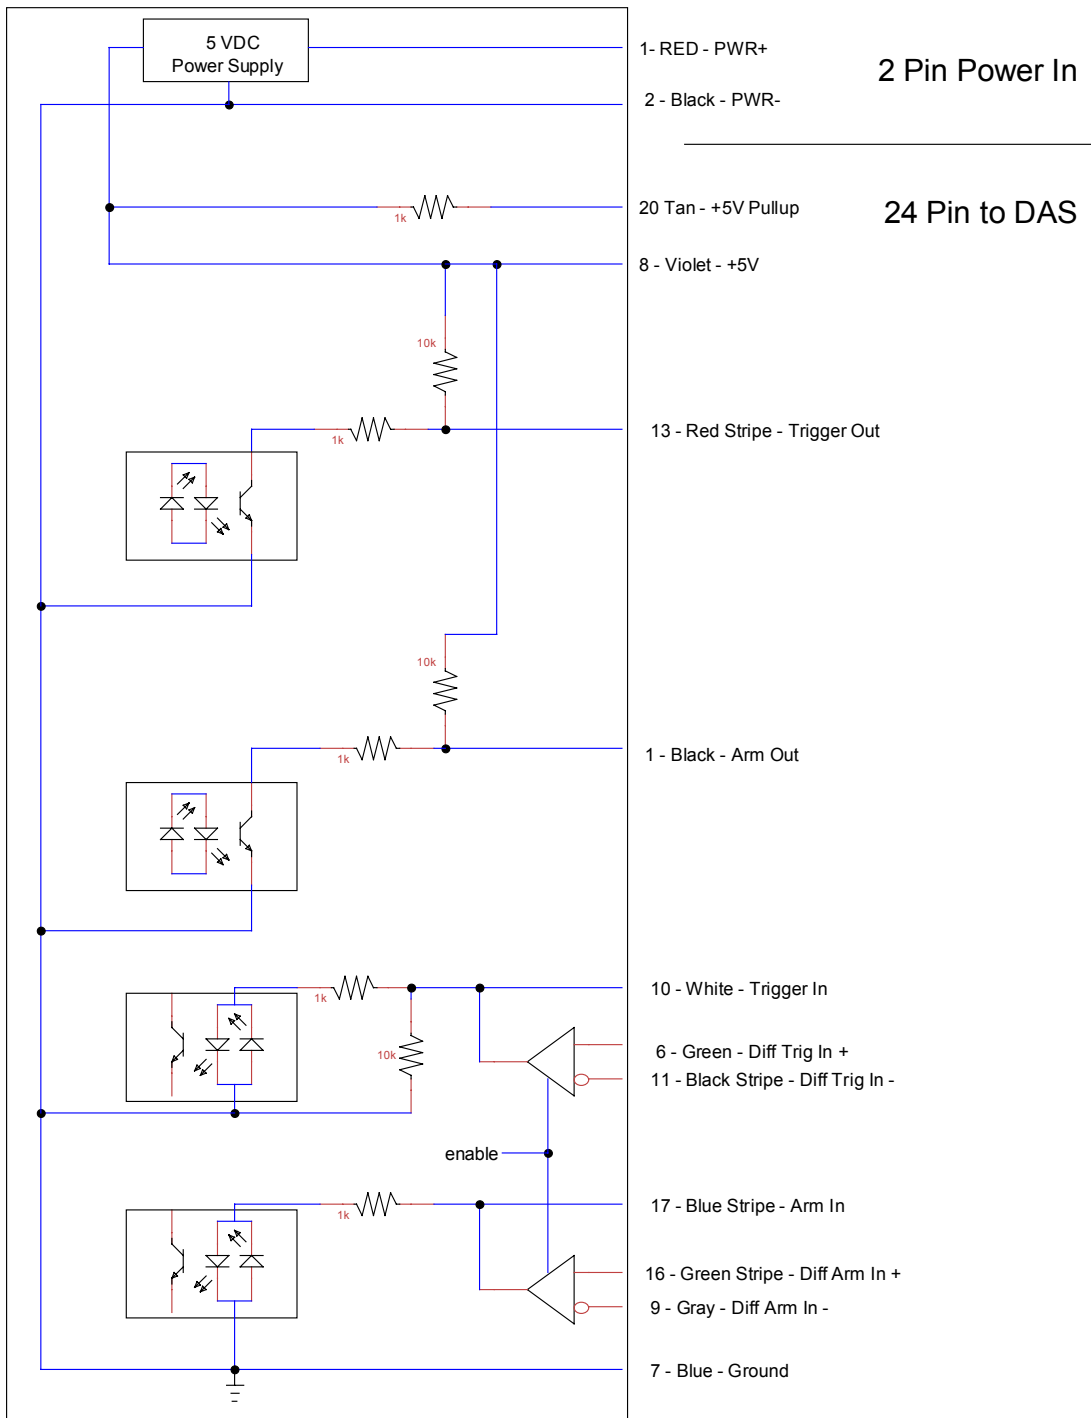 5 VDC
Power Supply
1- RED - PWR+
2 Pin Power In
2 - Black - PWR-
20 Tan - +5V Pullup
24 Pin to DAS
1k
8 - Violet - +5V
10k
13 - Red Stripe - Trigger Out
1k
10k
1 - Black - Arm Out
1k
10 - White - Trigger In
1k
6 - Green - Diff Trig In +
10k
11 - Black Stripe - Diff Trig In -
enable
17 - Blue Stripe - Arm In
1k
16 - Green Stripe - Diff Arm In +
9 - Gray - Diff Arm In -
7 - Blue - Ground